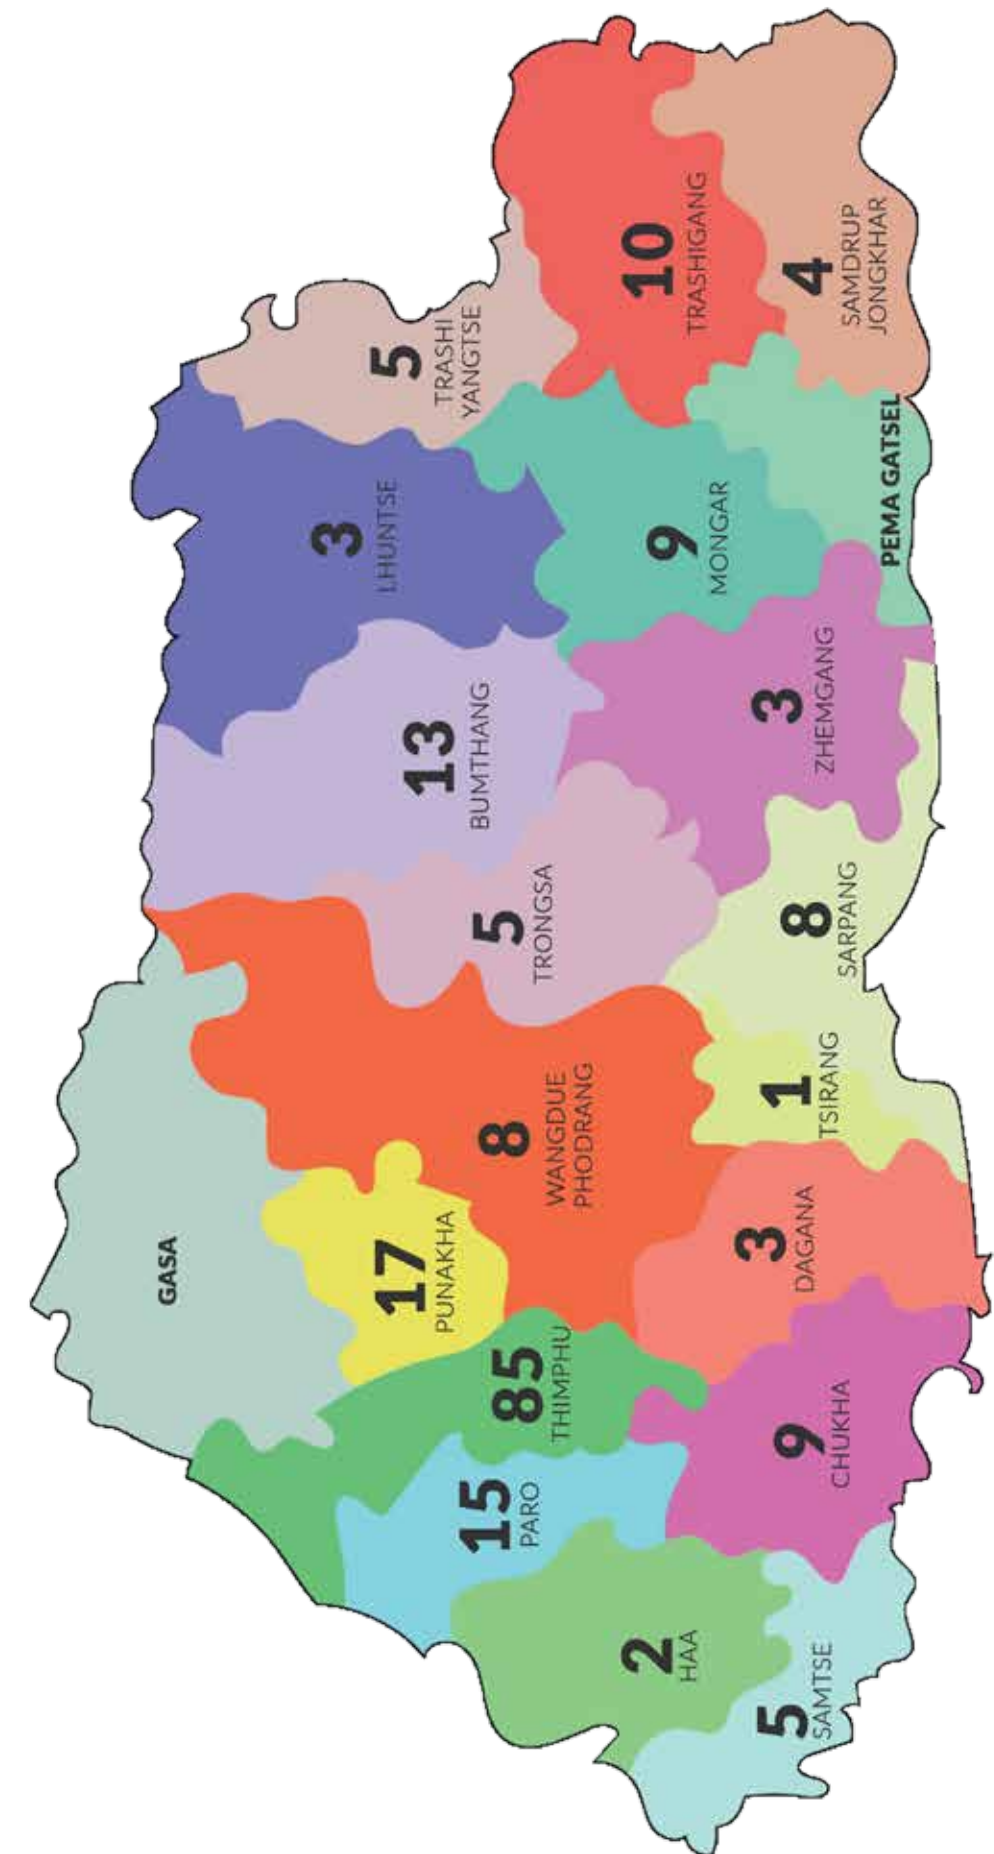 GASA
85
THIMPHU
17
PUNAKHA
15
PARO
2
HAA
5
SAMTSE
9
CHUKHA
3
DAGANA
8
WANGDUE
PHODRANG
1
TSIRANG
8
SARPANG
5
TRONGSA
13
BUMTHANG
3
ZHEMGANG
3
LHUNTSE
9
MONGAR
5
TRASHI
YANGTSE
10
TRASHIGANG
PEMA GATSEL
4
SAMDRUP
JONGKHAR